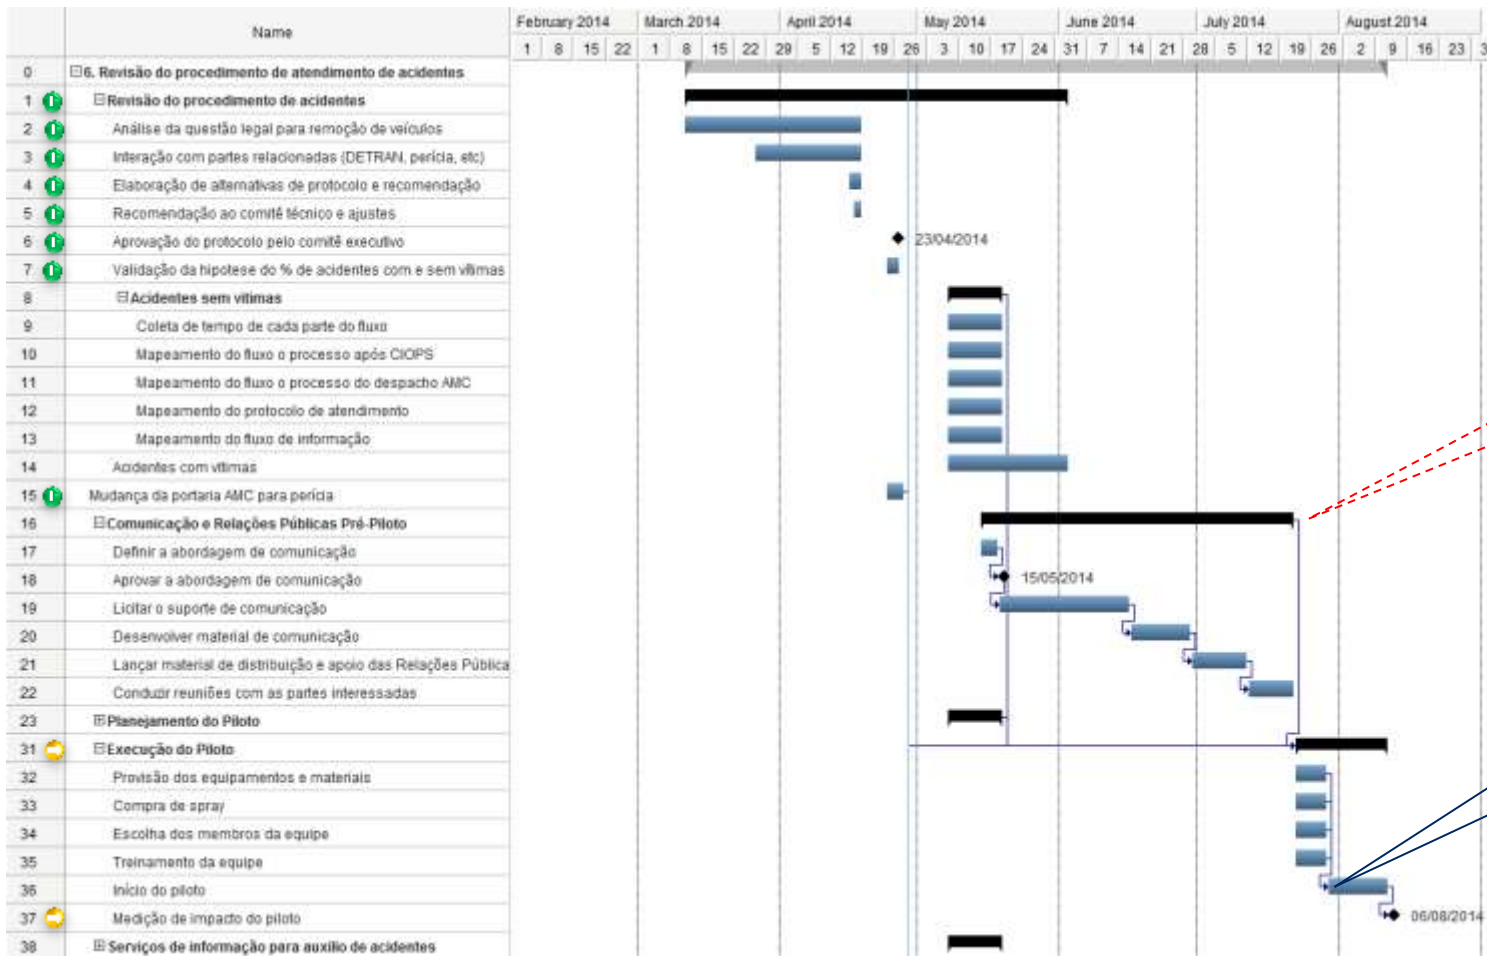 Name
February 2014 March 2014 April 2014 May 2014 June 2014 July 2014 August 2014
1 8 15 22 1 8 15 22 29 5 12 19 26 3 10 17 24 31 7 14 21 28 5 12 19 26 2 9 16 23 3
0 6. Revisão do procedimento de atendimento de acidentes
1 Revisão do procedimento de acidentes
2 Análise da questão legal para remoção de veículos
3 Interação com partes relacionadas (DETRAN, perícia, etc)
4 Elaboração de alternativas de protocolo e recomendação
5 Recomendação ao comitê técnico e ajustes
6 Aprovação do protocolo pelo comitê executivo 23/04/2014
7 Validação da hipotese do % de acidentes com e sem vítimas
8 Acidentes sem vitimas
9 Coleta de tempo de cada parte do fluxo
10 Mapeamento do fluxo o processo após CIOPS
11 Mapeamento do fluxo o processo do despacho AMC
12 Mapeamento do protocolo de atendimento
13 Mapeamento do fluxo de informação
14 Acidentes com vítimas
15 Mudança da portaria AMC para perícia
16 Comunicação e Relações Públicas Pré-Piloto
17 Definir a abordagem de comunicação
18 Aprovar a abordagem de comunicação 15/05/2014
19 Licitar o suporte de comunicação
20 Desenvolver material de comunicação
21 Lançar material de distribuição e apoio das Relações Pública
22 Conduzir reuniões com as partes interessadas
23 Planejamento do Piloto
31 Execução do Piloto
32 Provisão dos equipamentos e materiais
33 Compra de spray
34 Escolha dos membros da equipe
35 Treinamento da equipe
36 Início do piloto
37 Medição de impacto do piloto 06/08/2014
38 Serviços de informação para auxílio de acidentes